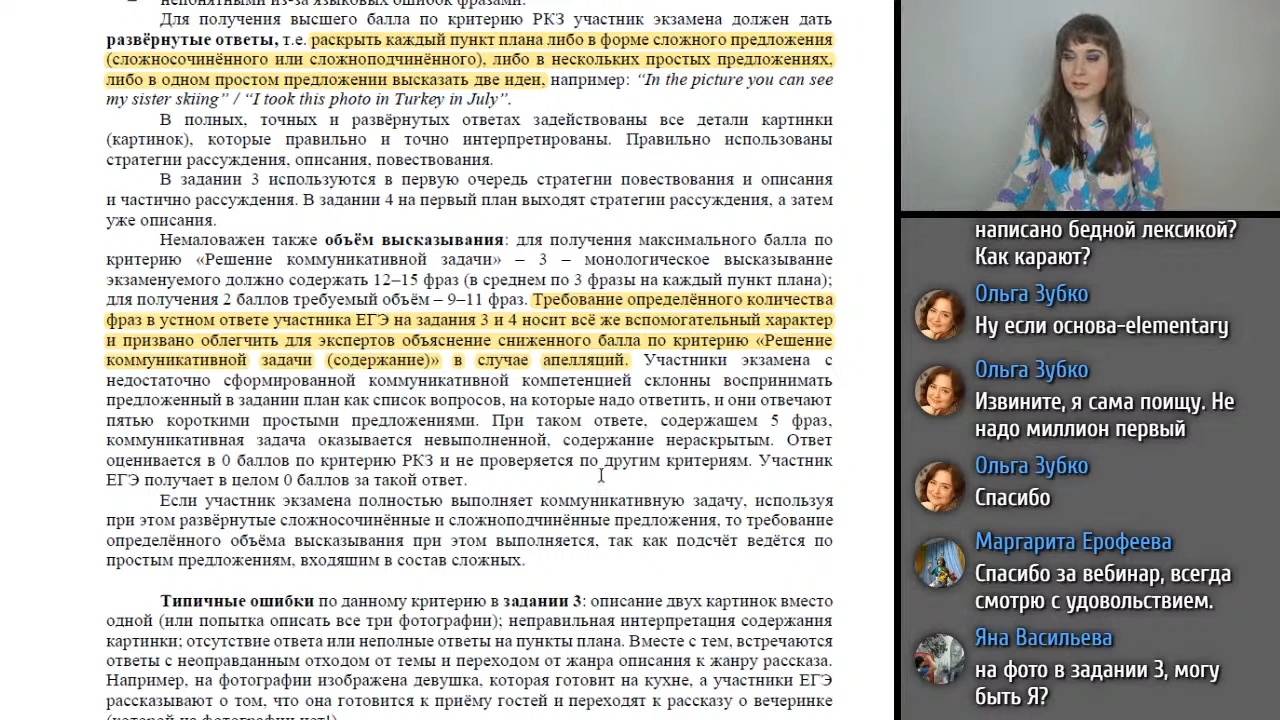 – непонятными из-за языковых ошибок фразами.
Для получения высшего балла по критерию РКЗ участник экзамена должен дать
развёрнутые ответы, т.е. раскрыть каждый пункт плана либо в форме сложного предложения
(сложносочинённого или сложноподчинённого), либо в нескольких простых предложениях,
либо в одном простом предложении высказать две идеи, например: “In the picture you can see
my sister skiing” / “I took this photo in Turkey in July”.
В полных, точных и развёрнутых ответах задействованы все детали картинки
(картинок), которые правильно и точно интерпретированы. Правильно использованы
стратегии рассуждения, описания, повествования.
В задании 3 используются в первую очередь стратегии повествования и описания
и частично рассуждения. В задании 4 на первый план выходят стратегии рассуждения, а затем
уже описания.
Немаловажен также объём высказывания: для получения максимального балла по
критерию «Решение коммуникативной задачи» – 3 – монологическое высказывание
экзаменуемого должно содержать 12–15 фраз (в среднем по 3 фразы на каждый пункт плана);
для получения 2 баллов требуемый объём – 9–11 фраз. Требование определённого количества
фраз в устном ответе участника ЕГЭ на задания 3 и 4 носит всё же вспомогательный характер
и призвано облегчить для экспертов объяснение сниженного балла по критерию «Решение
коммуникативной задачи (содержание)» в случае апелляций. Участники экзамена с
недостаточно сформированной коммуникативной компетенцией склонны воспринимать
предложенный в задании план как список вопросов, на которые надо ответить, и они отвечают
пятью короткими простыми предложениями. При таком ответе, содержащем 5 фраз,
коммуникативная задача оказывается невыполненной, содержание нераскрытым. Ответ
оценивается в 0 баллов по критерию РКЗ и не проверяется по другим критериям. Участник
ЕГЭ получает в целом 0 баллов за такой ответ.
Если участник экзамена полностью выполняет коммуникативную задачу, используя
при этом развёрнутые сложносочинённые и сложноподчинённые предложения, то требование
определённого объёма высказывания при этом выполняется, так как подсчёт ведётся по
простым предложениям, входящим в состав сложных.
Типичные ошибки по данному критерию в задании 3: описание двух картинок вместо
одной (или попытка описать все три фотографии); неправильная интерпретация содержания
картинки; отсутствие ответа или неполные ответы на пункты плана. Вместе с тем, встречаются
ответы с неоправданным отходом от темы и переходом от жанра описания к жанру рассказа.
Например, на фотографии изображена девушка, которая готовит на кухне, а участники ЕГЭ
рассказывают о том, что она готовится к приёму гостей и переходят к рассказу о вечеринке
(которой на фотографии нет!)
написано бедной лексикой?
Как карают?
Ольга Зубко
Ну если основа-elementary
Ольга Зубко
Извините, я сама поищу. Не
надо миллион первый
Ольга Зубко
Спасибо
Маргарита Ерофеева
Спасибо за вебинар, всегда
смотрю с удовольствием.
Яна Васильева
на фото в задании 3, могу
быть Я?